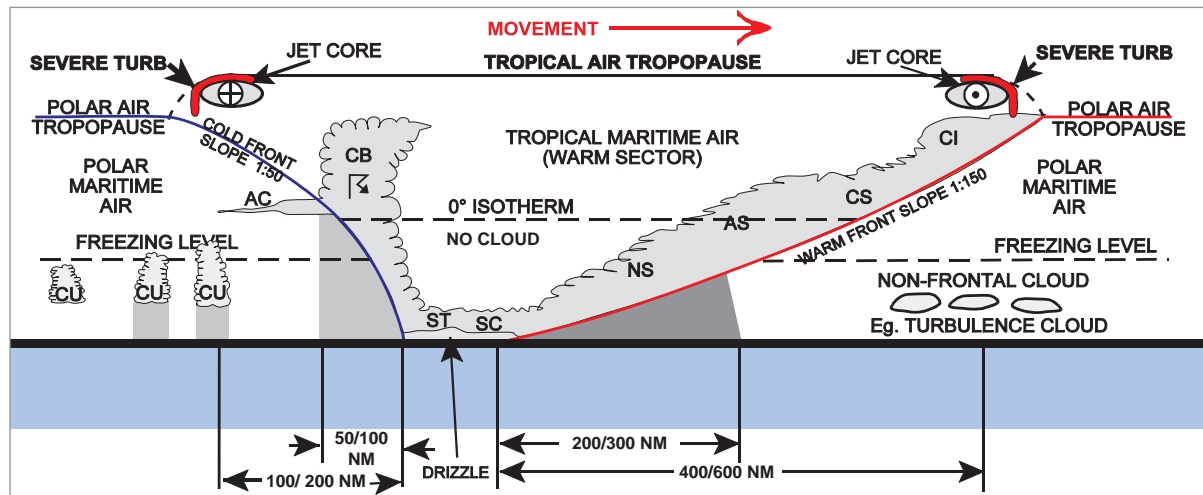 MOVEMENT
JET CORE
SEVERE TURB
TROPICAL AIR TROPOPAUSE
JET CORE
SEVERE TURB
POLAR AIR
TROPOPAUSE
COLD FRONT
SLOPE 1:50
CB
TROPICAL MARITIME AIR
(WARM SECTOR)
CI
POLAR AIR
TROPOPAUSE
POLAR
MARITIME
AIR
AC
0° ISOTHERM
NO CLOUD
AS
CS
WARM FRONT SLOPE 1:150
POLAR
MARITIME
AIR
FREEZING LEVEL
CU
CU
CU
NS
FREEZING LEVEL
NON-FRONTAL CLOUD
Eg. TURBULENCE CLOUD
ST
SC
50/100
NM
100/ 200 NM
DRIZZLE
200/300 NM
400/600 NM